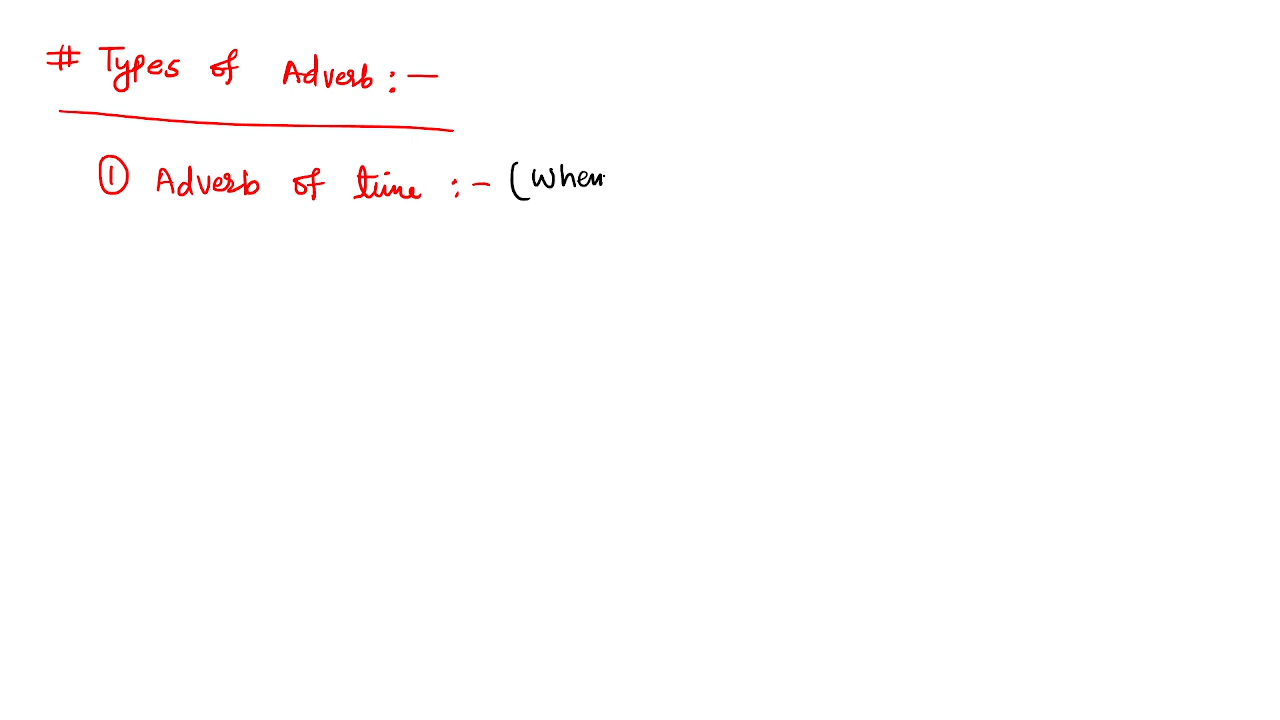 # Types of Adverb :-
① Adverb of time :- (When